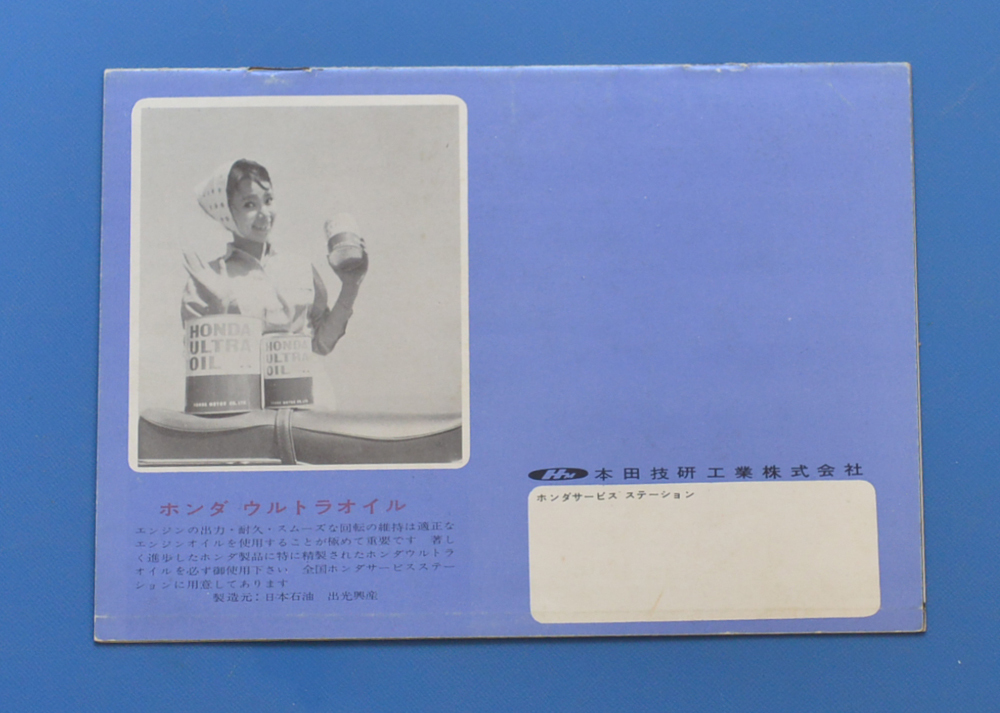 HONDA
ULTRA
OIL
HONDA
ULTRA
OIL
ホンダ ウルトラオイル
エンジンの出力・耐久・スムーズな回転の維持は適正な
エンジンオイルを使用することが極めて重要です 著し
く進歩したホンダ製品に特に精製されたホンダウルトラ
オイルを必ず御使用下さい 全国ホンダサービスステー
ションに用意してあります
製造元：日本石油 出光興産
HM 本田技研工業株式会社
ホンダサービス ステーション